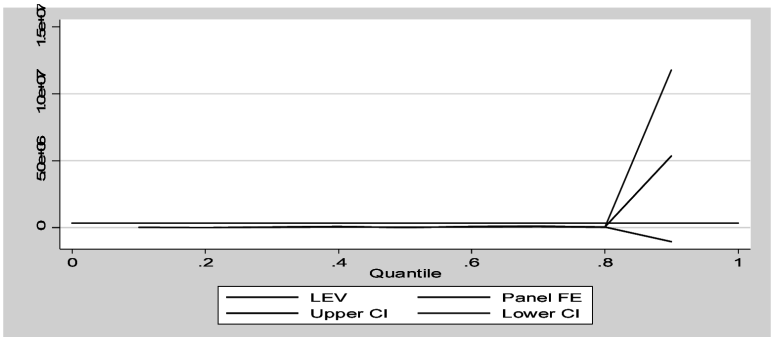 1.5e+07
1.0e+07
5.0e+06
0
0 .2 .4 .6 .8 1
Quantile
LEV Panel FE
Upper CI Lower CI